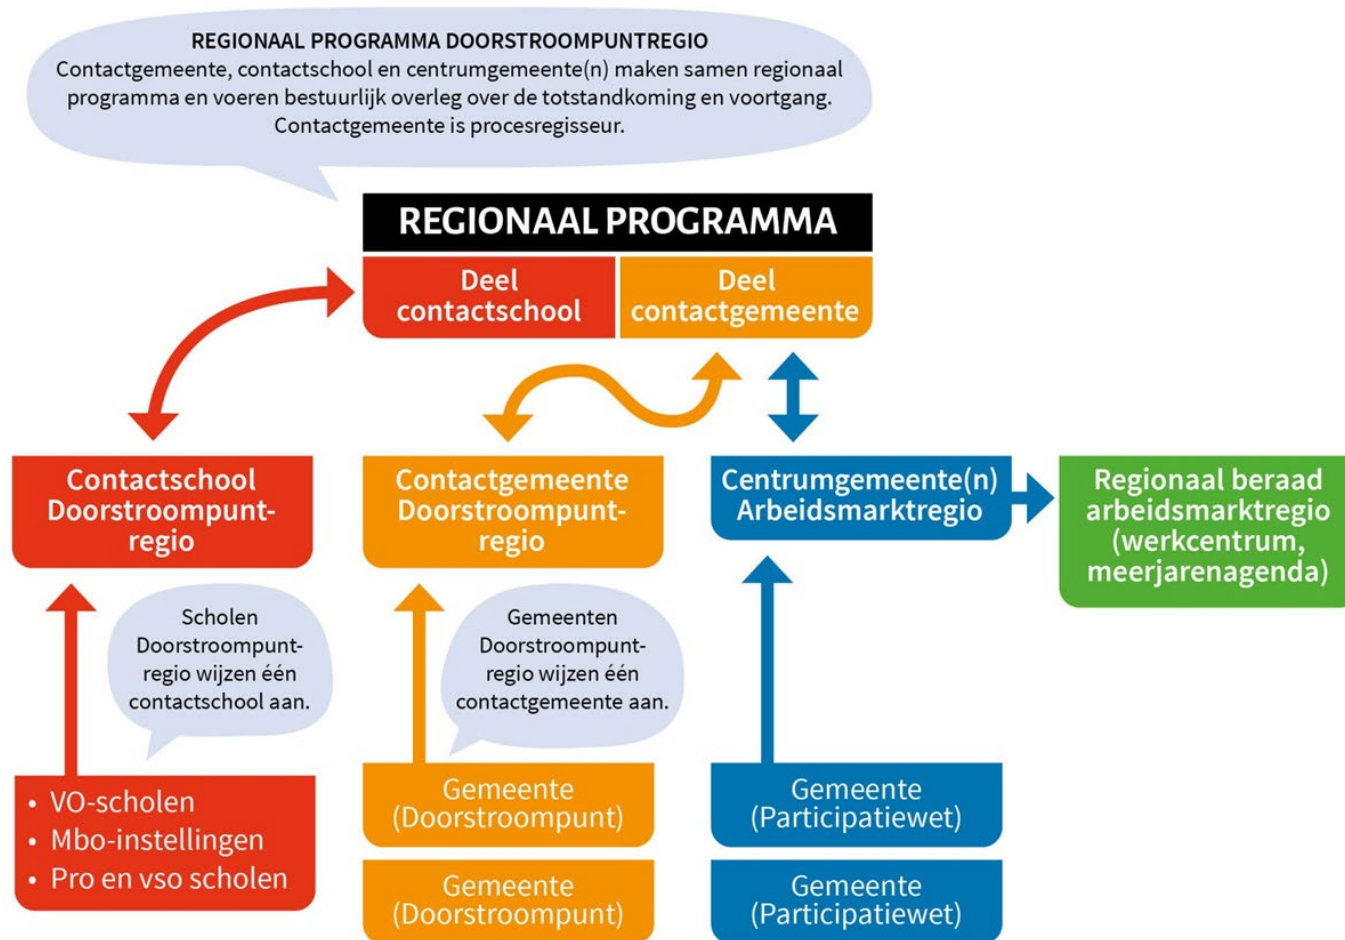 REGIONAAL PROGRAMMA DOORSTROOMPUNTREGIO
Contactgemeente, contactschool en centrumgemeente(n) maken samen regionaal
programma en voeren bestuurlijk overleg over de totstandkoming en voortgang.
Contactgemeente is procesregisseur.
REGIONAAL PROGRAMMA
Deel
contactschool
Deel
contactgemeente
Contactschool
Doorstroompunt-
regio
Contactgemeente
Doorstroompunt-
regio
Centrumgemeente(n)
Arbeidsmarktregio
Regionaal beraad
arbeidsmarktregio
(werkcentrum,
meerjarenagenda)
Scholen
Doorstroompunt-
regio wijzen één
contactschool aan.
Gemeenten
Doorstroompunt-
regio wijzen één
contactgemeente aan.
• VO-scholen
• Mbo-instellingen
• Pro en vso scholen
Gemeente
(Doorstroompunt)
Gemeente
(Participatiewet)
Gemeente
(Doorstroompunt)
Gemeente
(Participatiewet)